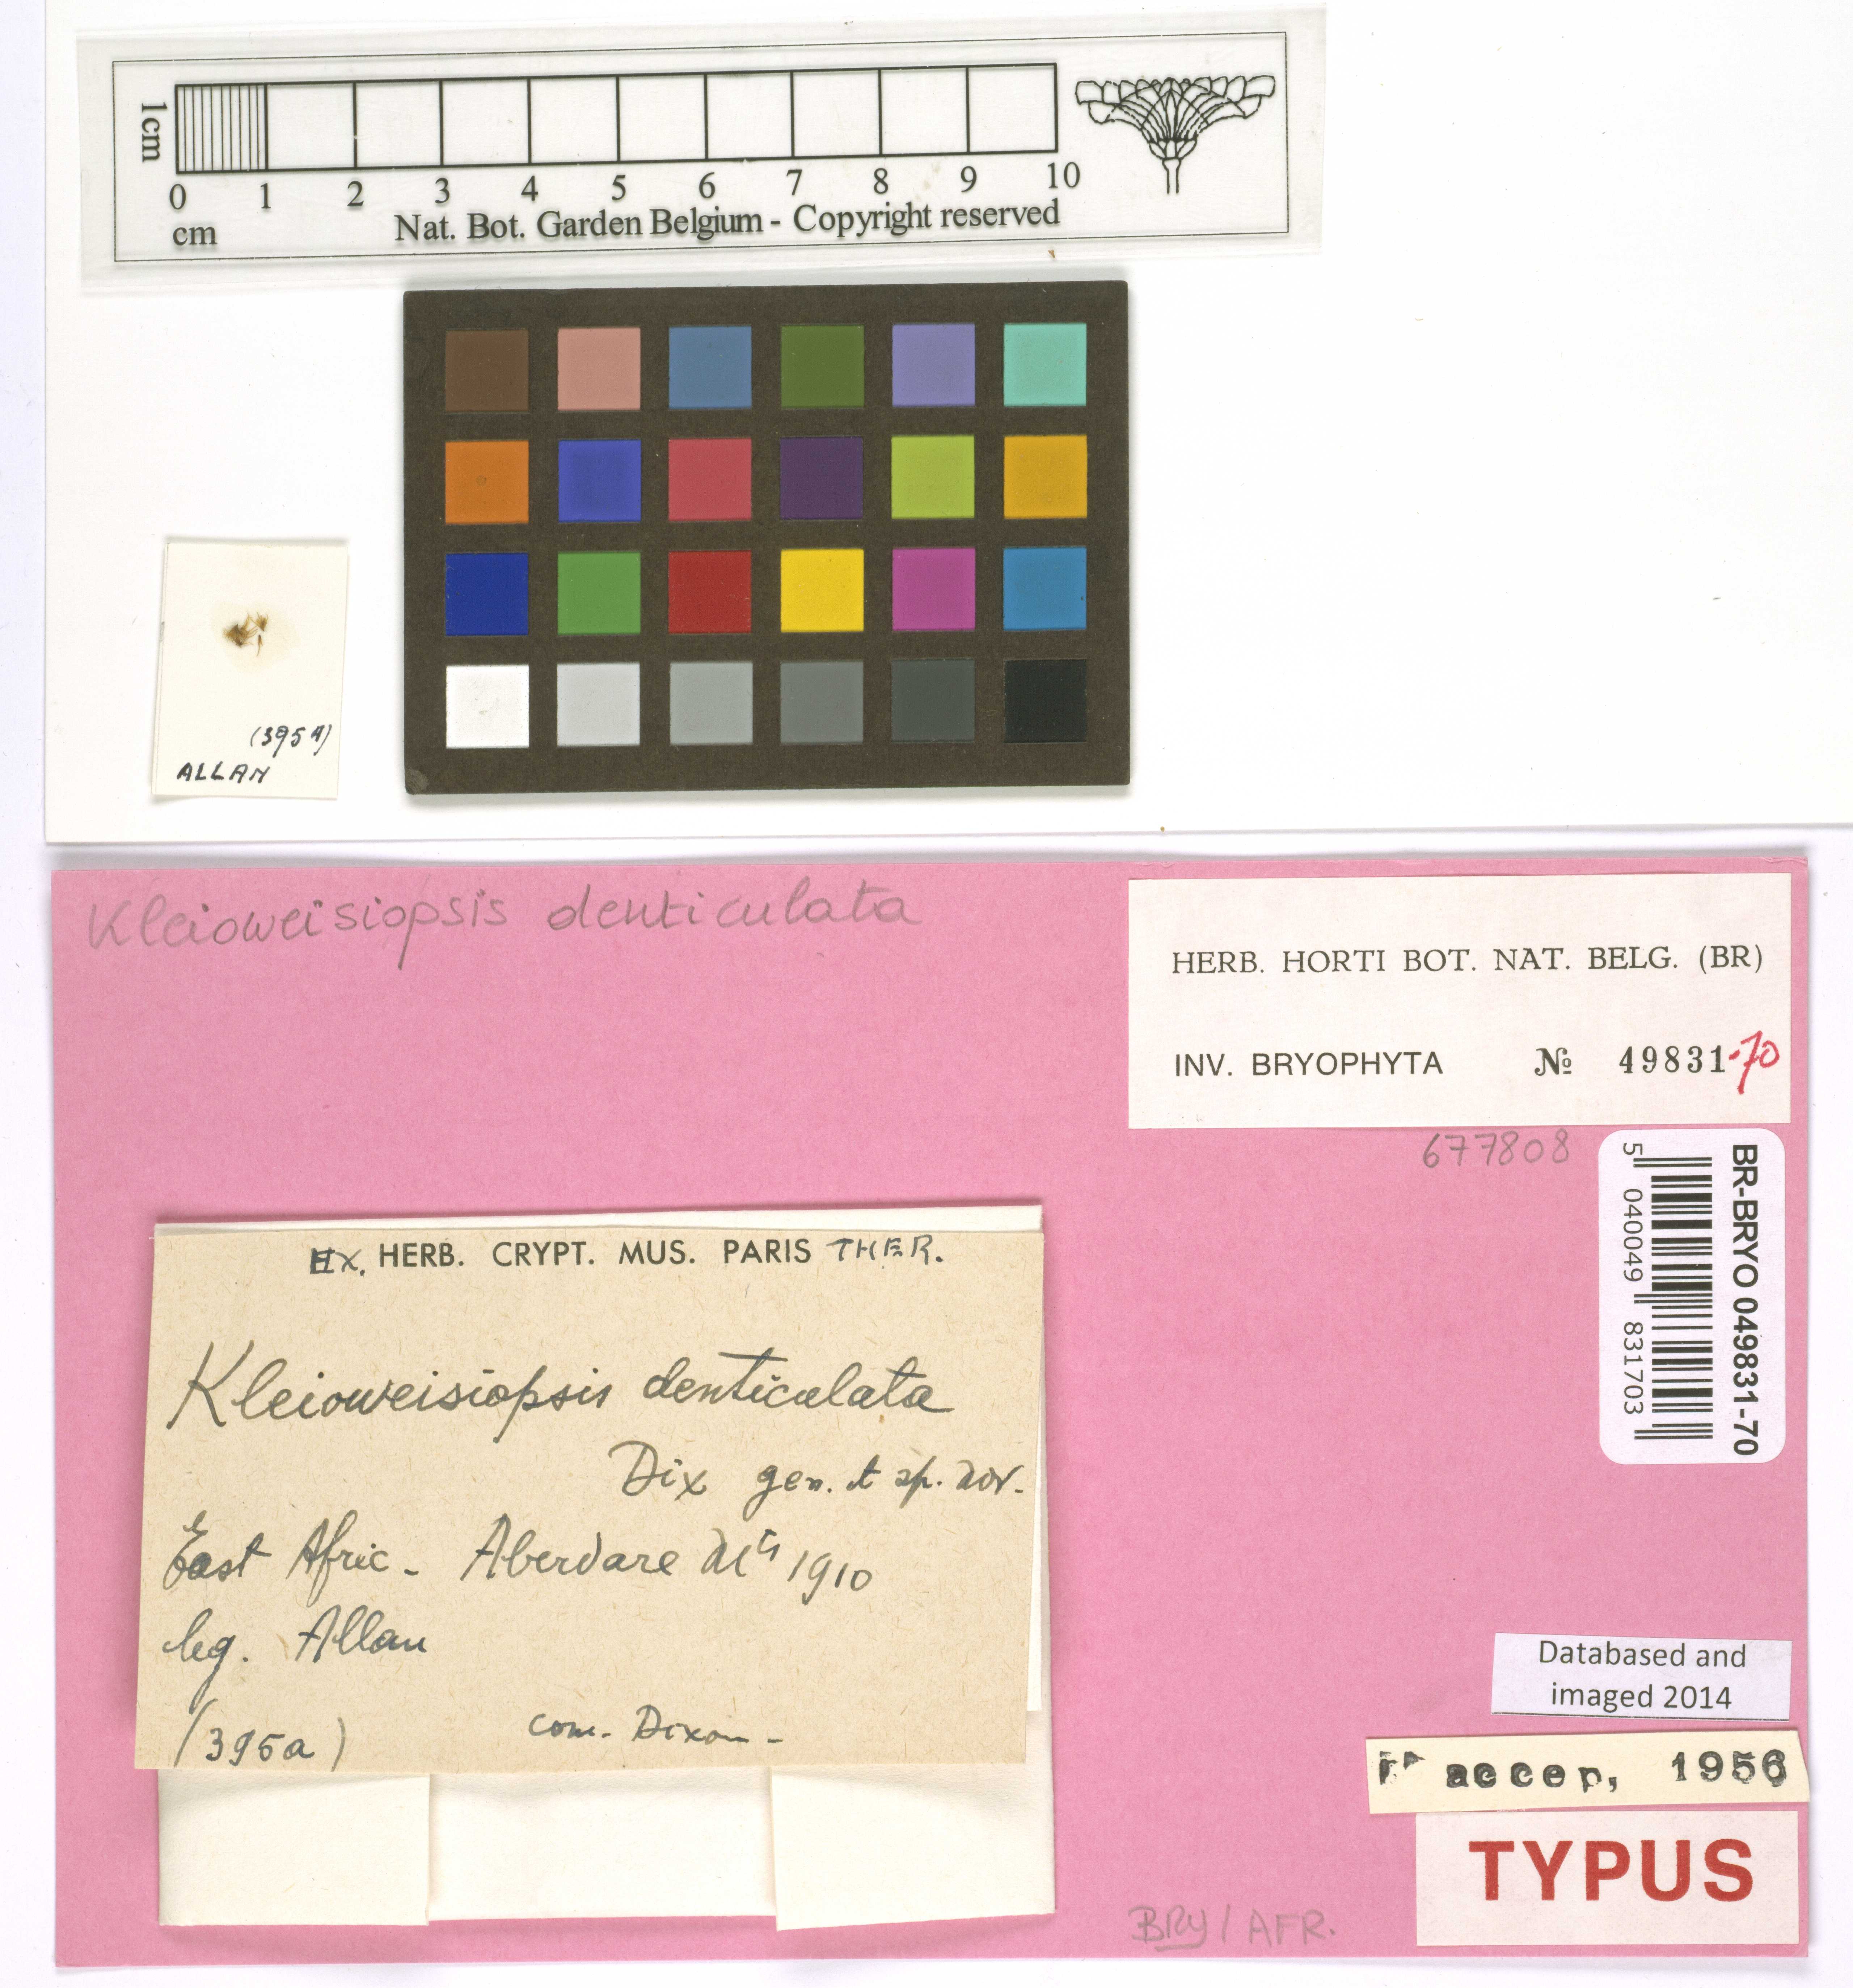 1cm
0 1 2 3 4 5 6 7 8 9 10
cm
Nat. Bot. Garden Belgium - Copyright reserved
(395A)
ALLAN
Kleioweisiopsis denticulata
HERB. HORTI BOT. NAT. BELG. (BR)
INV. BRYOPHYTA № 49831-70
677808
BR-BRYO 049831-70
5 040049 831703
EX. HERB. CRYPT. MUS. PARIS THER.
Kleioweisiopsis denticulata
Dix gen. et sp. nov.
East Afric - Aberdare Mts 1910
leg. Allan
(395a) com. Dixon -
Databased and
imaged 2014
accep, 1956
TYPUS
BRY / AFR.